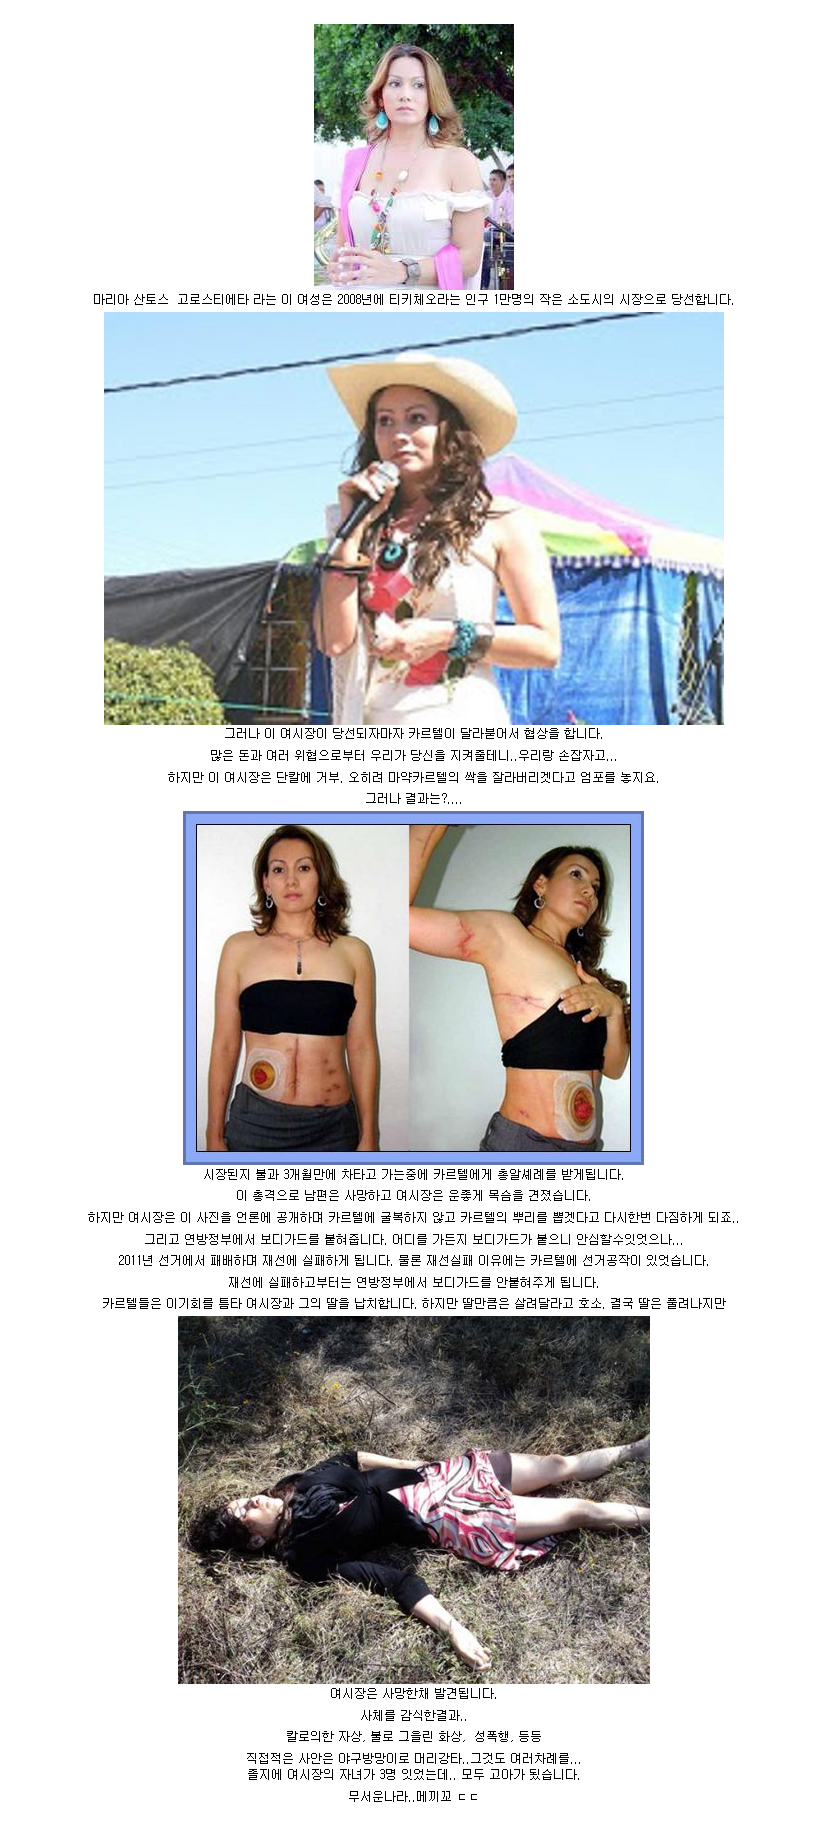 마리아 산토스  고로스티에타 라는 이 여성은 2008년에 티키체오라는 인구 1만명의 작은 소도시의 시장으로 당선합니다.
그러나 이 여시장이 당선되자마자 카르텔이 달라붙어서 협상을 합니다.
많은 돈과 여러 위협으로부터 우리가 당신을 지켜줄테니..우리랑 손잡자고...
하지만 이 여시장은 단칼에 거부. 오히려 마약카르텔의 싹을 잘라버리겟다고 엄포를 놓지요.
그러나 결과는?....
시장된지 불과 3개월만에 차타고 가는중에 카르텔에게 총알세례를 받게됩니다.
이 총격으로 남편은 사망하고 여시장은 운좋게 목숨을 건졌습니다.
하지만 여시장은 이 사진을 언론에 공개하며 카르텔에 굴복하지 않고 카르텔의 뿌리를 뽑겟다고 다시한번 다짐하게 되죠..
그리고 연방정부에서 보디가드를 붙혀줍니다. 어디를 가든지 보디가드가 붙으니 안심할수잇엇으나...
2011년 선거에서 패배하며 재선에 실패하게 됩니다. 물론 재선실패 이유에는 카르텔에 선거공작이 있엇습니다.
재선에 실패하고부터는 연방정부에서 보디가드를 안붙혀주게 됩니다.
카르텔들은 이기회를 틈타 여시장과 그의 딸을 납치합니다. 하지만 딸만큼은 살려달라고 호소. 결국 딸은 풀려나지만
여시장은 사망한채 발견됩니다.
사체를 감식한결과..
칼로의한 자상, 불로 그을린 화상,  성폭행, 등등
직접적은 사안은 야구방망이로 머리강타..그것도 여러차례를...
졸지에 여시장의 자녀가 3명 잇었는데.. 모두 고아가 됬습니다.
무서운나라..메끼꼬 ㄷㄷ